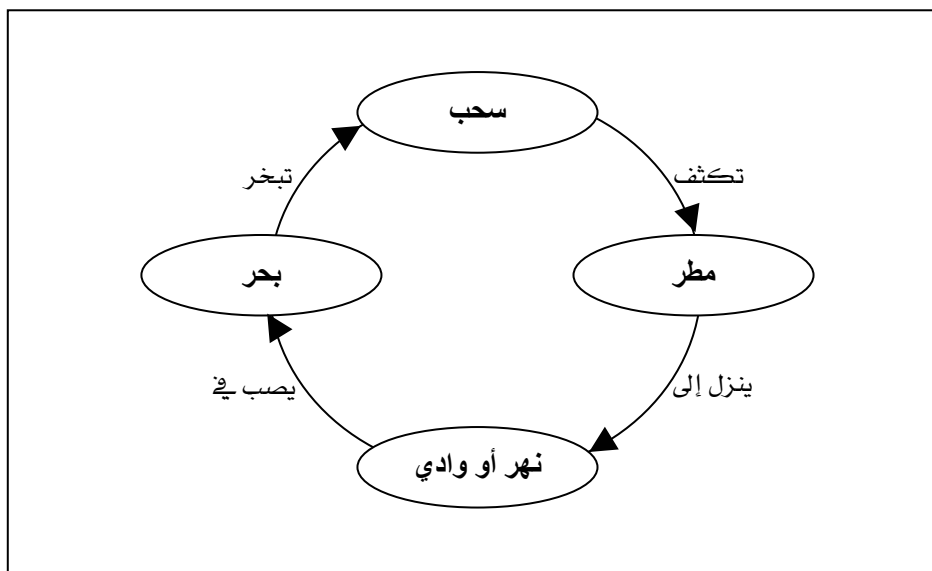 سحب
تكثف
تبخر
مطر
بحر
ينزل إلى
يصب في
نهر أو وادي